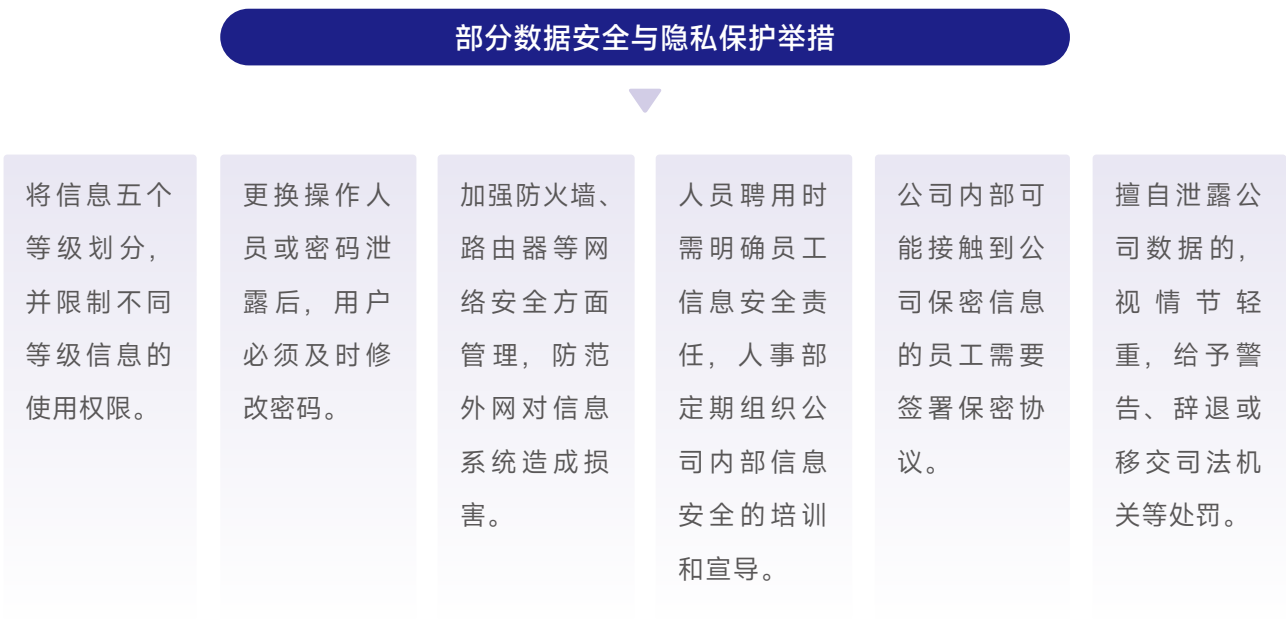 部分数据安全与隐私保护举措
将信息五个
等级划分，
并限制不同
等级信息的
使用权限。
更换操作人
员或密码泄
露后，用户
必须及时修
改密码。
加强防火墙、
路由器等网
络安全方面
管理，防范
外网对信息
系统造成损
害。
人员聘用时
需明确员工
信息安全责
任，人事部
定期组织公
司内部信息
安全的培训
和宣导。
公司内部可
能接触到公
司保密信息
的员工需要
签署保密协
议。
擅自泄露公
司数据的，
视情节轻
重，给予警
告、辞退或
移交司法机
关等处罚。